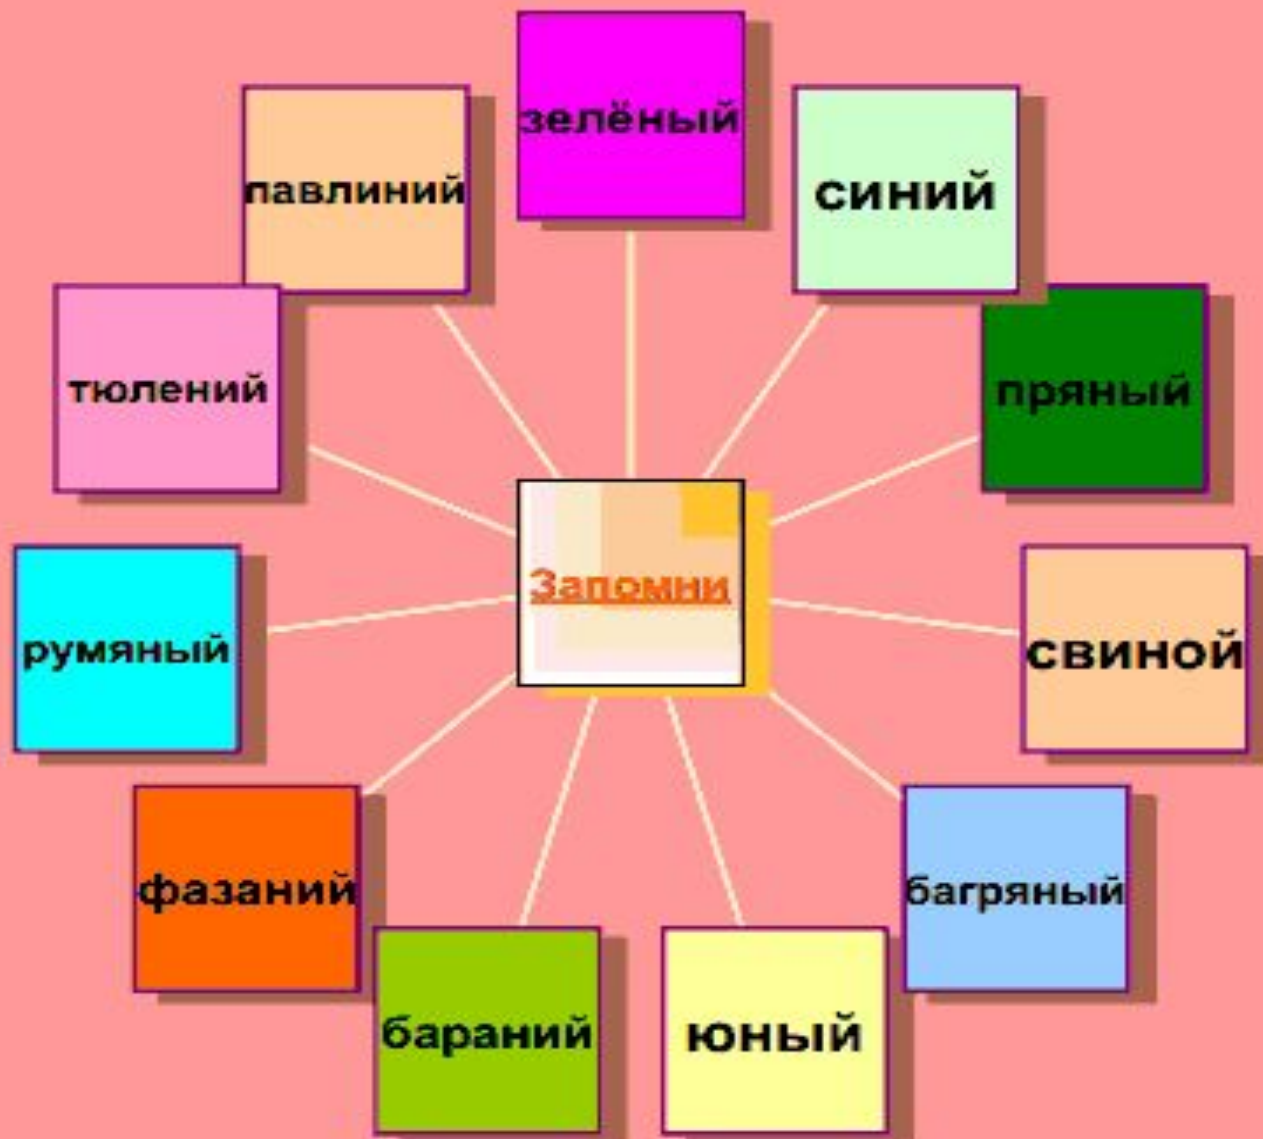 зелёный
синий
пряный
свиной
багряный
юный
бараний
фазаний
румяный
тюлений
павлиний
Запомни